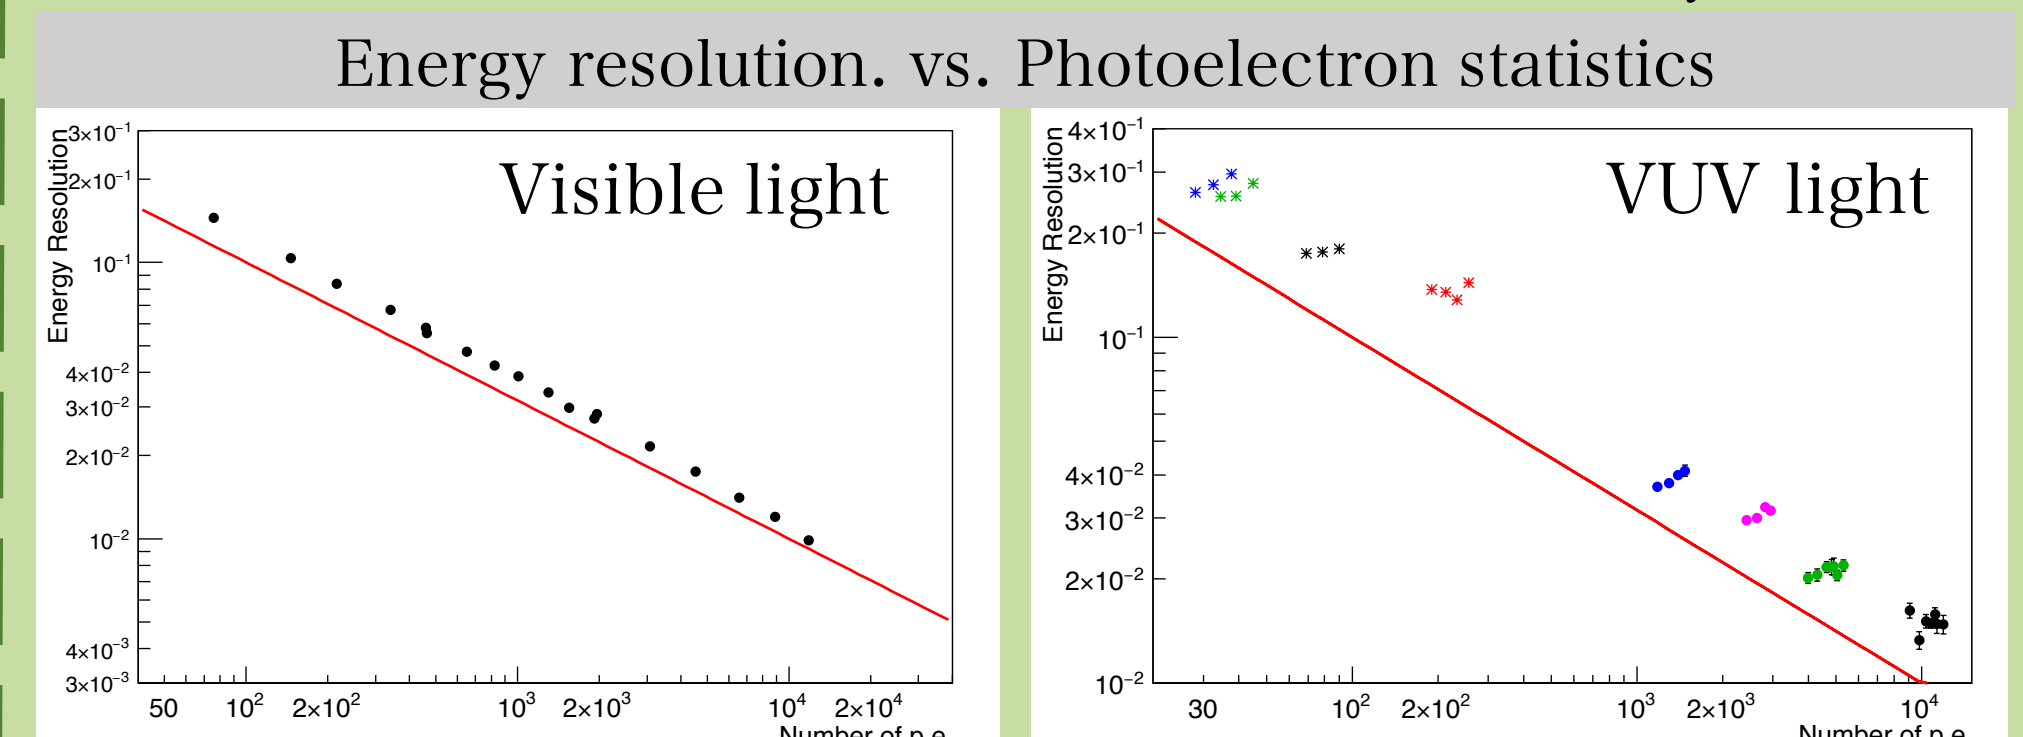 Energy resolution. vs. Photoelectron statistics
Visible light
Energy Resolution
3×10⁻¹
2×10⁻¹
10⁻¹
4×10⁻²
3×10⁻²
2×10⁻²
10⁻²
4×10⁻³
3×10⁻³
50 10² 2×10² 10³ 2×10³ 10⁴ 2×10⁴
Number of p.e.
VUV light
Energy Resolution
4×10⁻¹
3×10⁻¹
2×10⁻¹
10⁻¹
4×10⁻²
3×10⁻²
2×10⁻²
10⁻²
30 10² 2×10² 10³ 2×10³ 10⁴
Number of p.e.